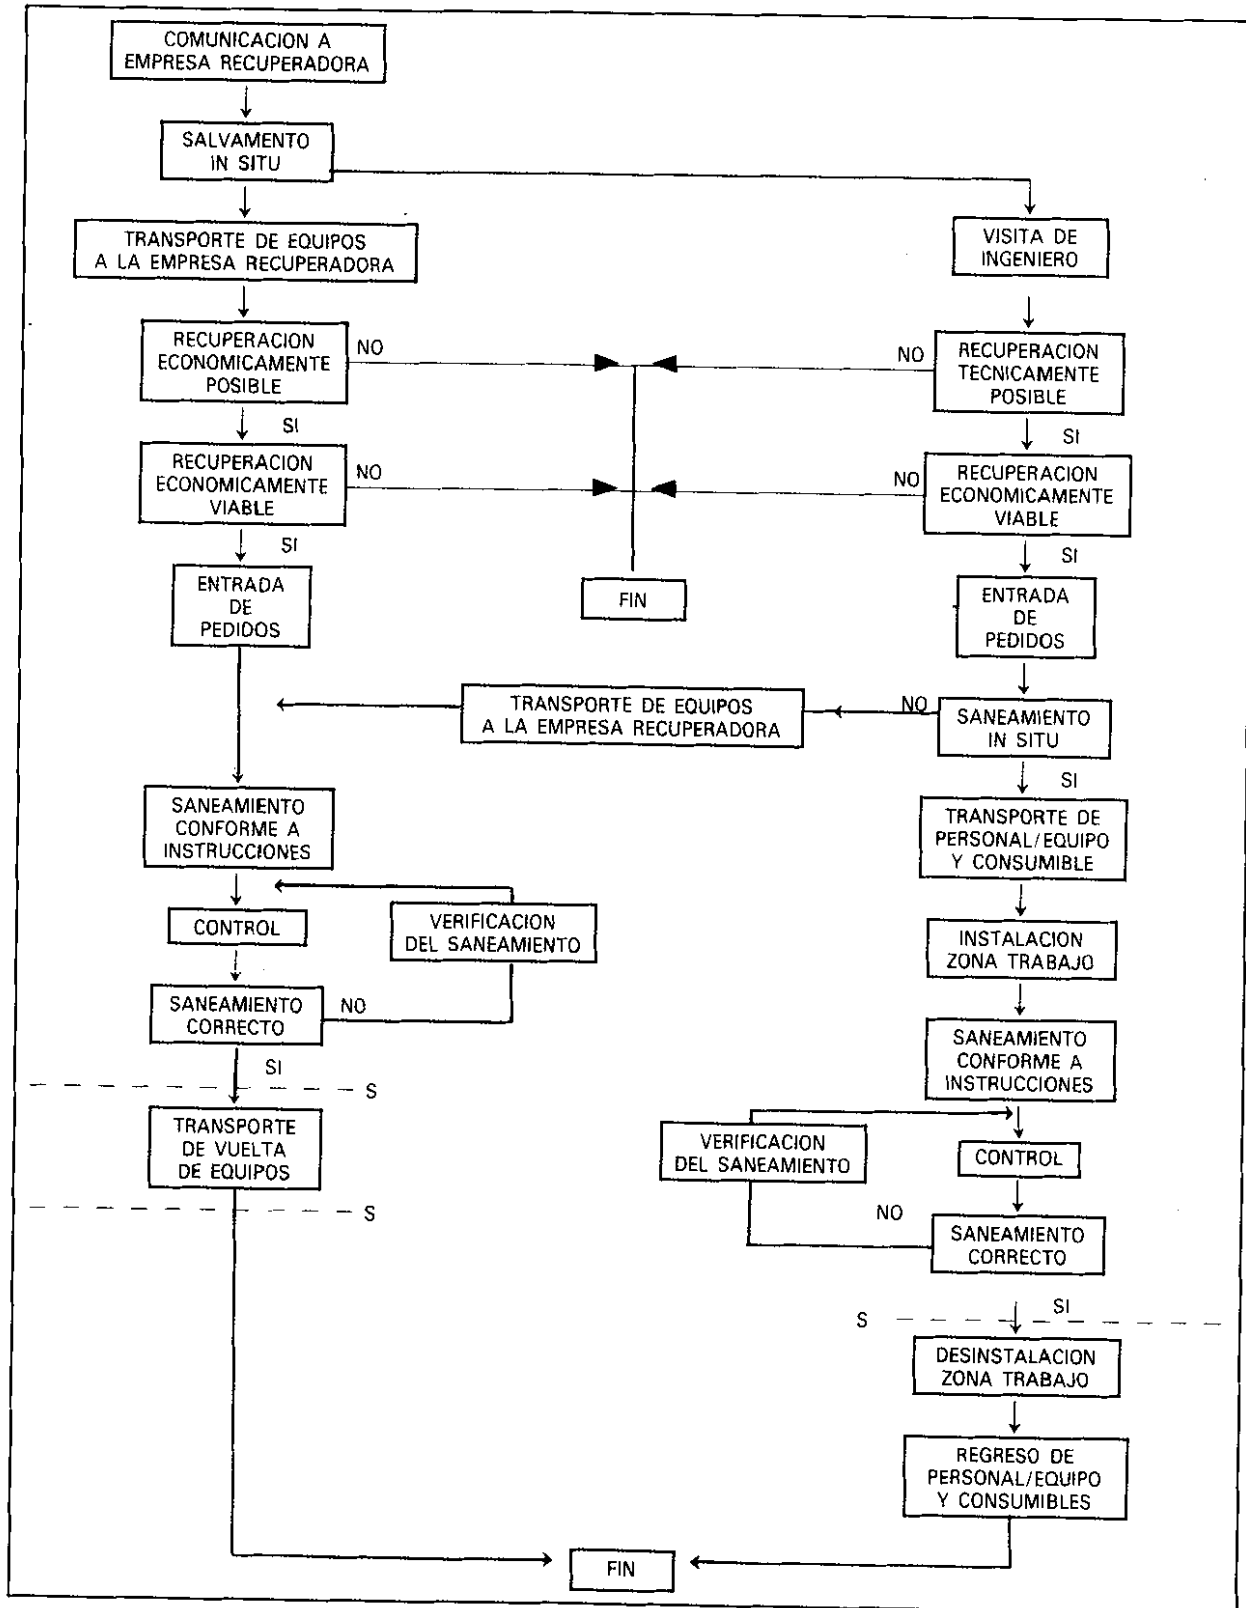 COMUNICACION A
EMPRESA RECUPERADORA
SALVAMENTO
IN SITU
TRANSPORTE DE EQUIPOS
A LA EMPRESA RECUPERADORA
VISITA DE
INGENIERO
RECUPERACION
ECONOMICAMENTE
POSIBLE
NO
NO
RECUPERACION
TECNICAMENTE
POSIBLE
SI
SI
RECUPERACION
ECONOMICAMENTE
VIABLE
NO
NO
RECUPERACION
ECONOMICAMENTE
VIABLE
SI
SI
ENTRADA
DE
PEDIDOS
FIN
ENTRADA
DE
PEDIDOS
TRANSPORTE DE EQUIPOS
A LA EMPRESA RECUPERADORA
NO
SANEAMIENTO
IN SITU
SI
SANEAMIENTO
CONFORME A
INSTRUCCIONES
TRANSPORTE DE
PERSONAL/EQUIPO
Y CONSUMIBLE
CONTROL
VERIFICACION
DEL SANEAMIENTO
INSTALACION
ZONA TRABAJO
SANEAMIENTO
CORRECTO
NO
SANEAMIENTO
CONFORME A
INSTRUCCIONES
SI
S
TRANSPORTE
DE VUELTA
DE EQUIPOS
VERIFICACION
DEL SANEAMIENTO
CONTROL
S
NO
SANEAMIENTO
CORRECTO
SI
S
DESINSTALACION
ZONA TRABAJO
REGRESO DE
PERSONAL/EQUIPO
Y CONSUMIBLES
FIN